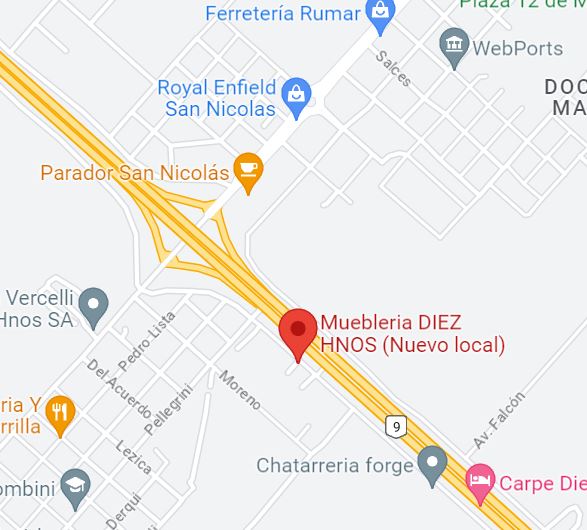 Plaza 12 de M
Ferretería Rumar
WebPorts
Salces
Royal Enfield
San Nicolas
DOC
MA
Parador San Nicolás
Vercelli
Hnos SA
Pedro Lista
Muebleria DIEZ
HNOS (Nuevo local)
Del Acuerdo
Pellegrini
Moreno
ria Y
rrilla
9
Av. Falcón
Lezica
Chatarreria forge
Carpe Die
ombini
Derqui